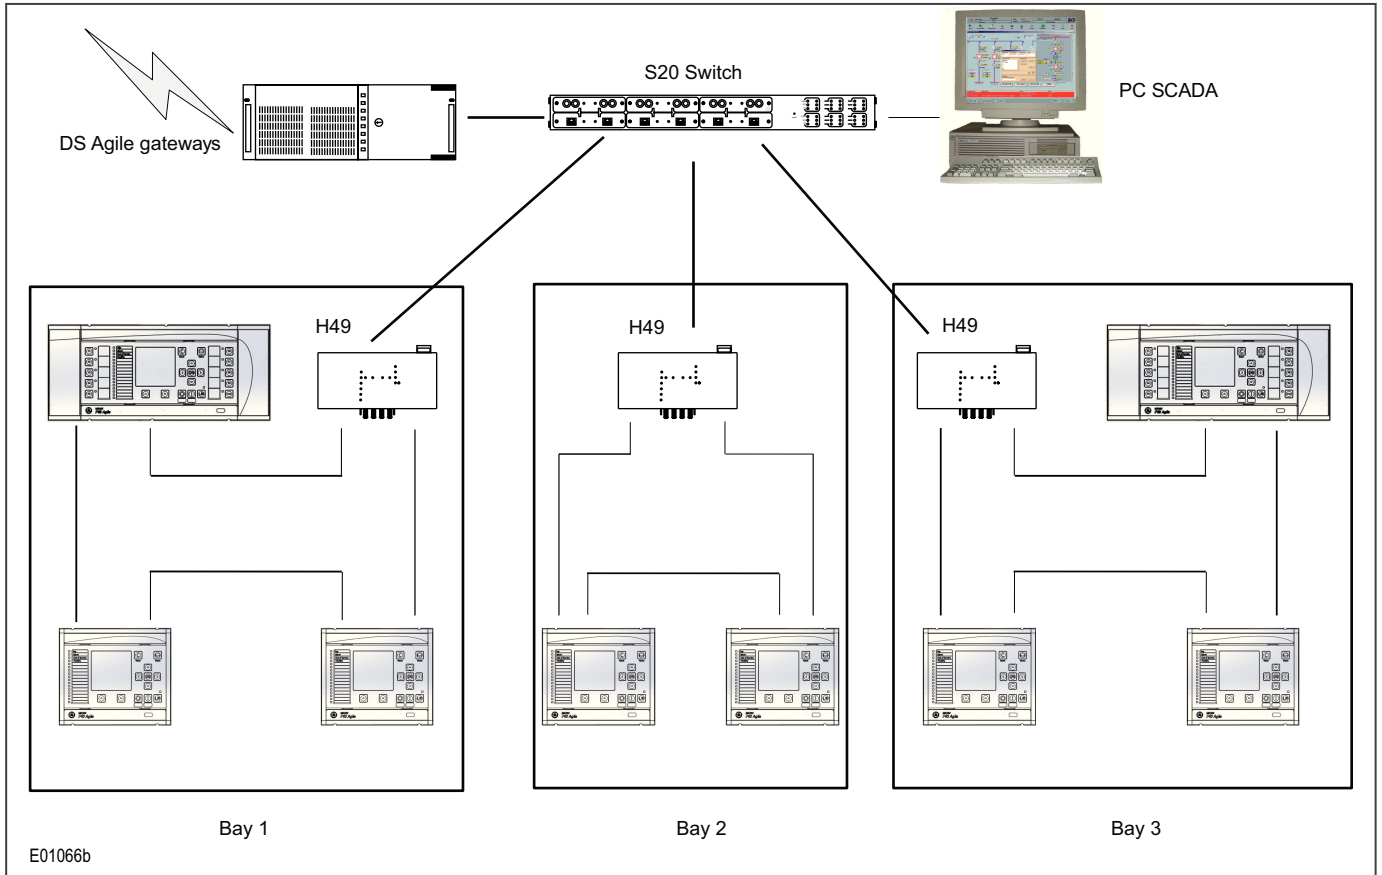 S20 Switch
PC SCADA
DS Agile gateways
H49
H49
H49
Bay 1
Bay 2
Bay 3
E01066b